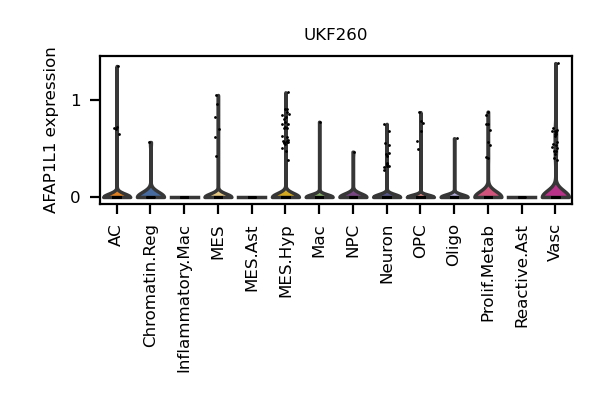 UKF260
AFAP1L1 expression
1
0
AC
Chromatin.Reg
Inflammatory.Mac
MES
MES.Ast
MES.Hyp
Mac
NPC
Neuron
OPC
Oligo
Prolif.Metab
Reactive.Ast
Vasc